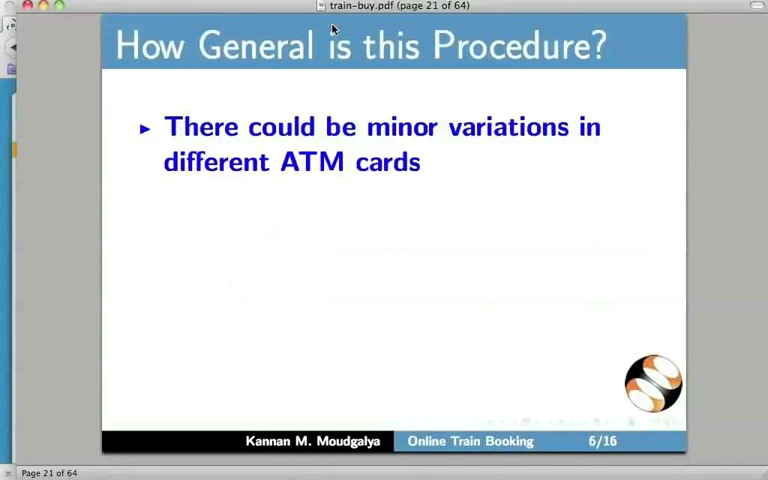 train-buy.pdf (page 21 of 64)
How General is this Procedure?
There could be minor variations in
different ATM cards
Kannan M. Moudgalya
Online Train Booking
6/16
Page 21 of 64